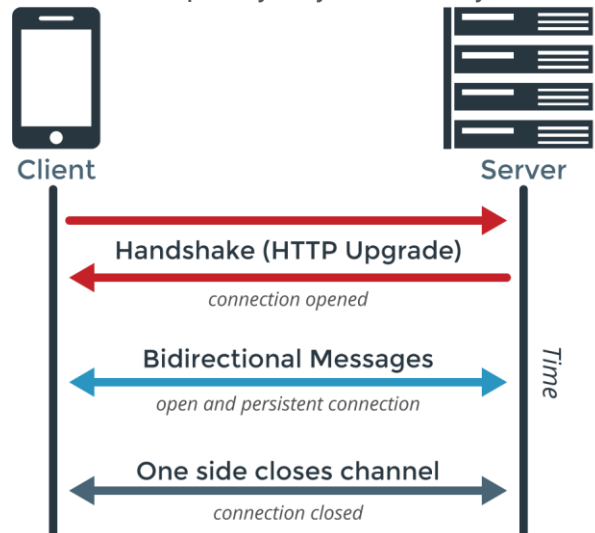 Client
Server
Handshake (HTTP Upgrade)
connection opened
Bidirectional Messages
Time
open and persistent connection
One side closes channel
connection closed